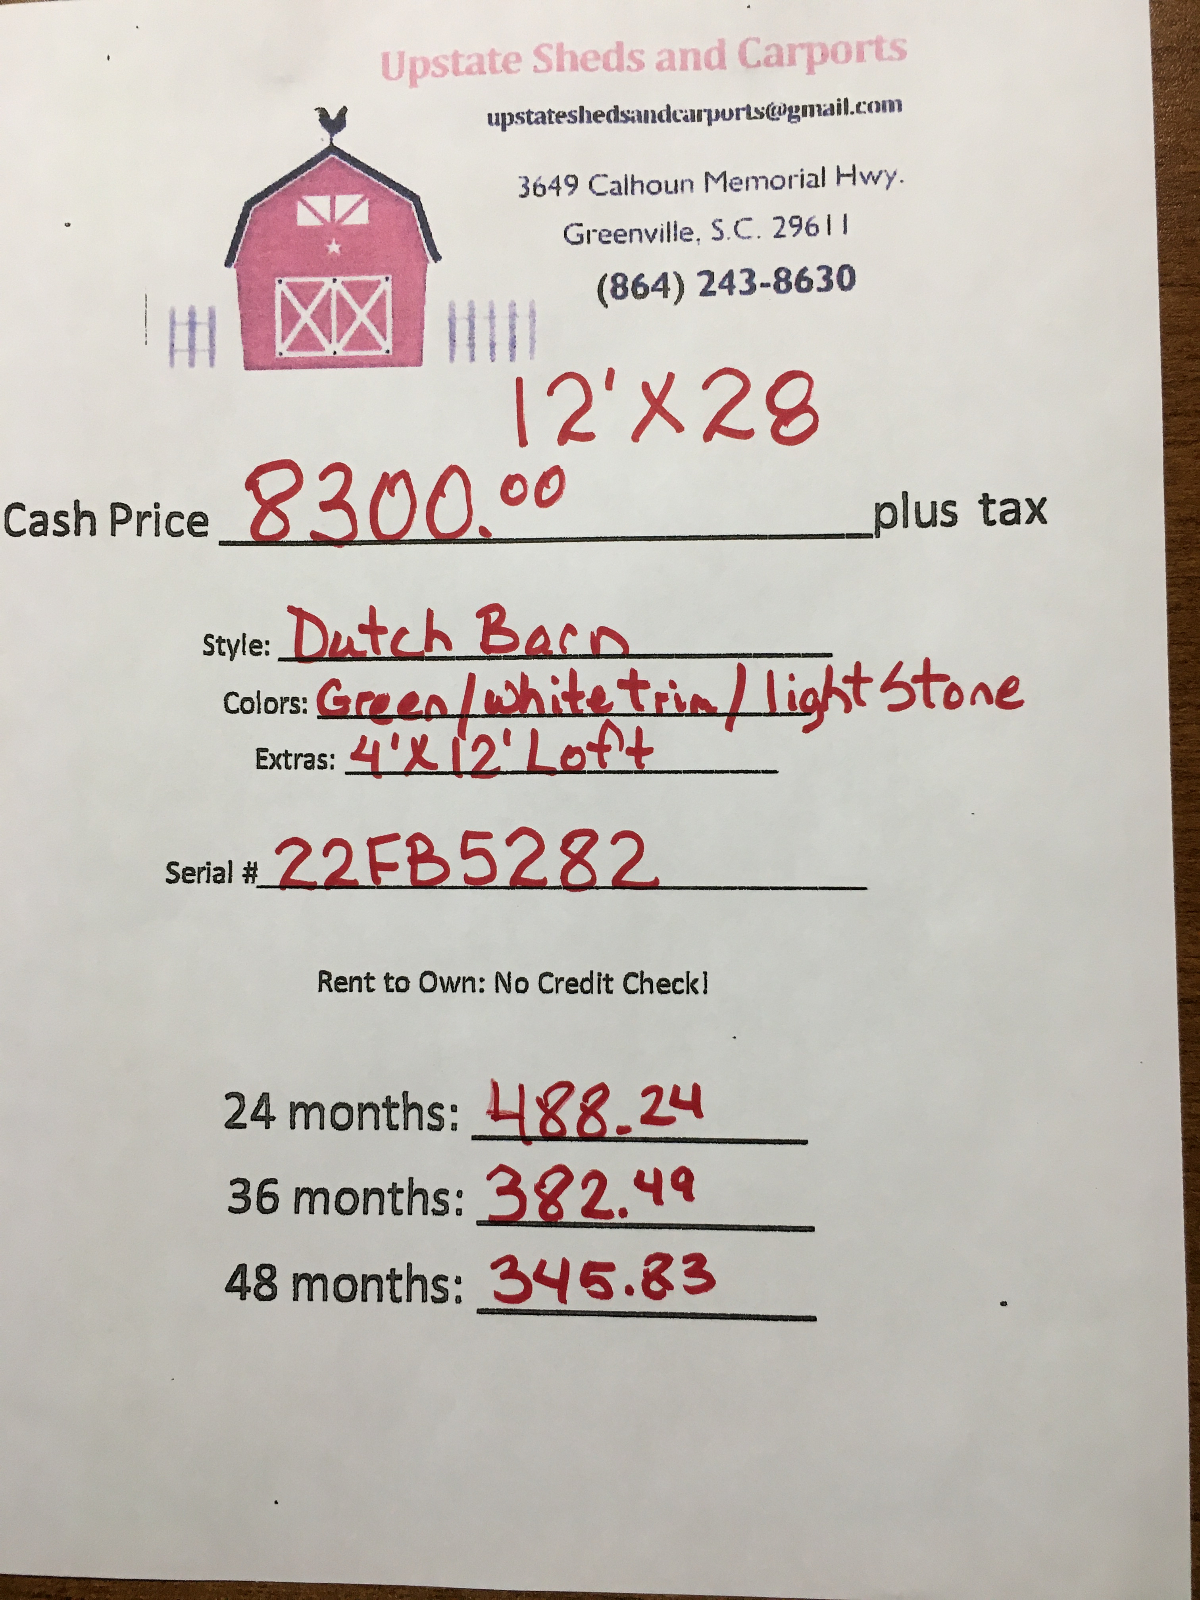 Upstate Sheds and Carports
upstateshedsandcarports@gmail.com
3649 Calhoun Memorial Hwy.
Greenville, S.C. 29611
(864) 243-8630
12'X28
Cash Price 8300.00 plus tax
Style: Dutch Barn
Colors: Green/white trim/light Stone
Extras: 4'X12' Loft
Serial # 22FB5282
Rent to Own: No Credit Check!
24 months: 488.24
36 months: 382.49
48 months: 345.83